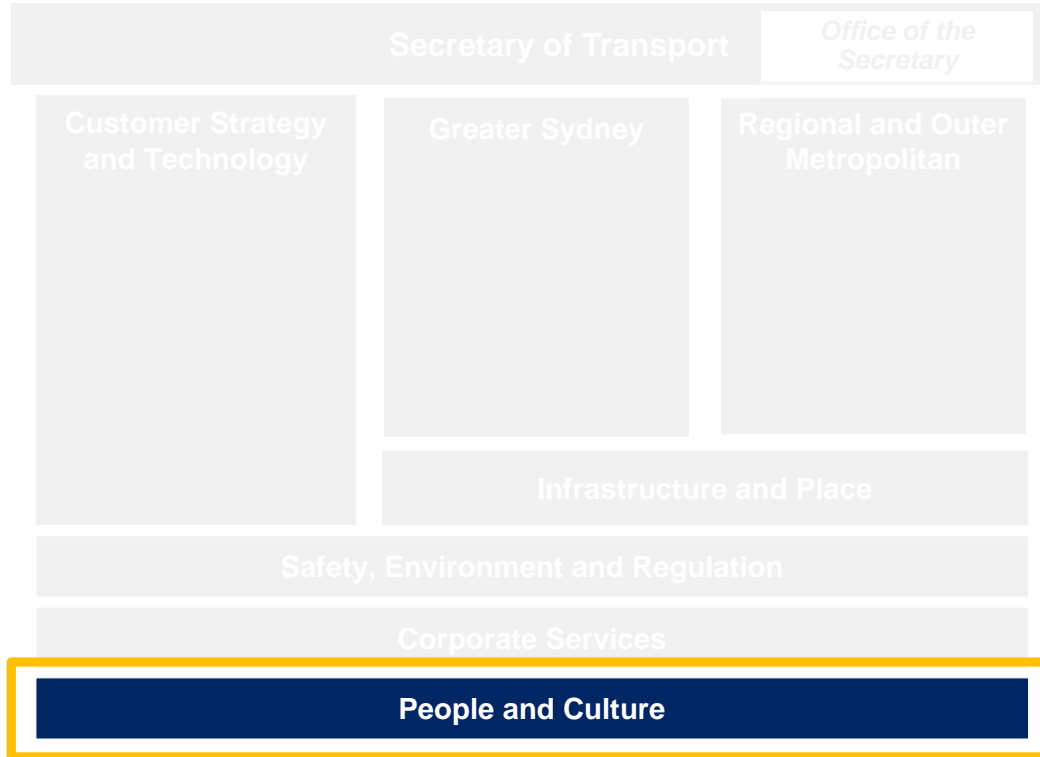 Secretary of Transport
Office of the
Secretary
Customer Strategy
and Technology
Greater Sydney
Regional and Outer
Metropolitan
Infrastructure and Place
Safety, Environment and Regulation
Corporate Services
People and Culture